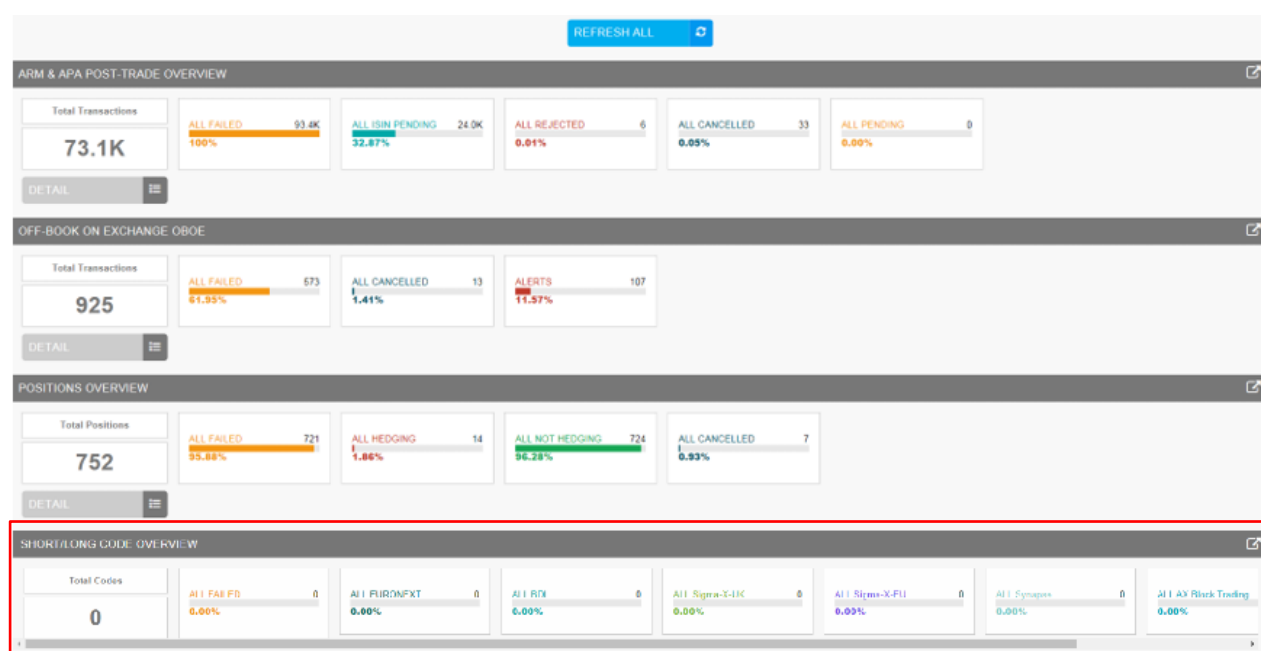 REFRESH ALL
ARM & APA POST-TRADE OVERVIEW
Total Transactions
73.1K
DETAIL
ALL FAILED 93.4K
100%
ALL ISIN PENDING 24.0K
32.87%
ALL REJECTED 6
0.01%
ALL CANCELLED 33
0.05%
ALL PENDING 0
0.00%
OFF-BOOK ON EXCHANGE OBOE
Total Transactions
925
DETAIL
ALL FAILED 573
61.95%
ALL CANCELLED 13
1.41%
ALERTS 107
11.57%
POSITIONS OVERVIEW
Total Positions
752
DETAIL
ALL FAILED 721
95.88%
ALL HEDGING 14
1.86%
ALL NOT HEDGING 724
96.28%
ALL CANCELLED 7
0.93%
SHORT/LONG CODE OVERVIEW
Total Codes
0
ALL FAILED 0
0.00%
ALL EURONEXT 0
0.00%
ALL BDL 0
0.00%
ALL Sigma-X-UK 0
0.00%
ALL Sigma-X-EU 0
0.00%
ALL Synapse 0
0.00%
ALL AX Block Trading
0.00%